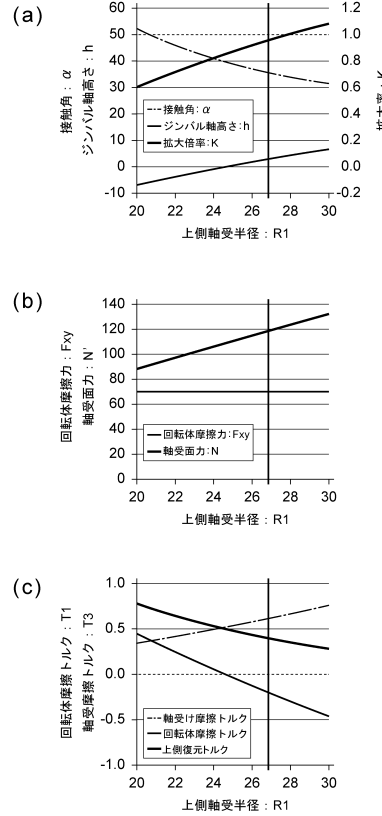 (a)
60
50
40
30
20
10
0
-10
1.2
1.0
0.8
0.6
0.4
0.2
0.0
-0.2
接触角：α
ジンバル軸高さ：h
接触角：α
ジンバル軸高さ：h
拡大倍率：K
拡大倍率：K
20 22 24 26 28 30
上側軸受半径：R1
(b)
140
120
100
80
60
40
20
0
回転体摩擦力：Fxy
軸受面力：N'
回転体摩擦力：Fxy
軸受面力：N
20 22 24 26 28 30
上側軸受半径：R1
(c)
1.0
0.5
0.0
-0.5
-1.0
回転体摩擦トルク：T1
軸受摩擦トルク：T3
軸受け摩擦トルク
回転体摩擦トルク
上側復元トルク
20 22 24 26 28 30
上側軸受半径：R1